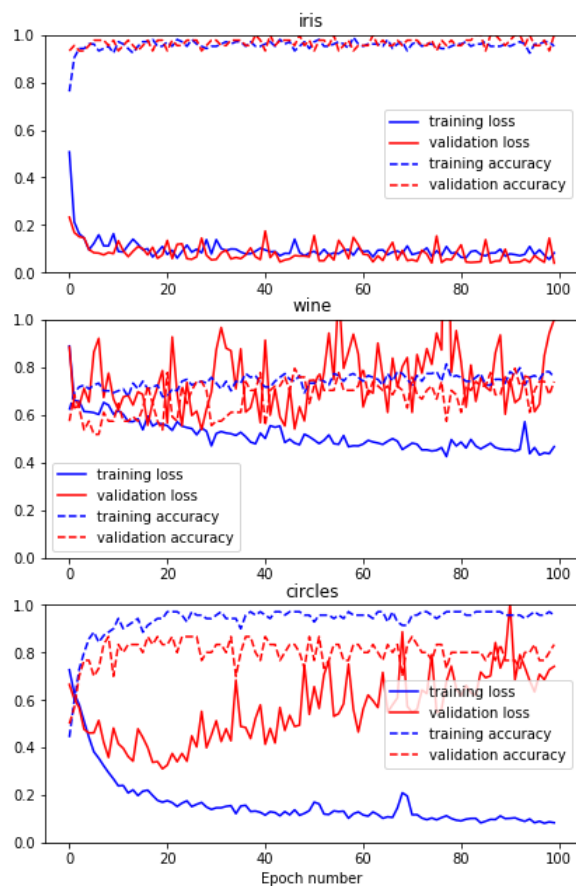 iris
1.0
0.8
0.6
0.4
0.2
0.0
training loss
validation loss
training accuracy
validation accuracy
0 20 40 60 80 100
wine
1.0
0.8
0.6
0.4
0.2
0.0
training loss
validation loss
training accuracy
validation accuracy
0 20 40 60 80 100
circles
1.0
0.8
0.6
0.4
0.2
0.0
training loss
validation loss
training accuracy
validation accuracy
0 20 40 60 80 100
Epoch number